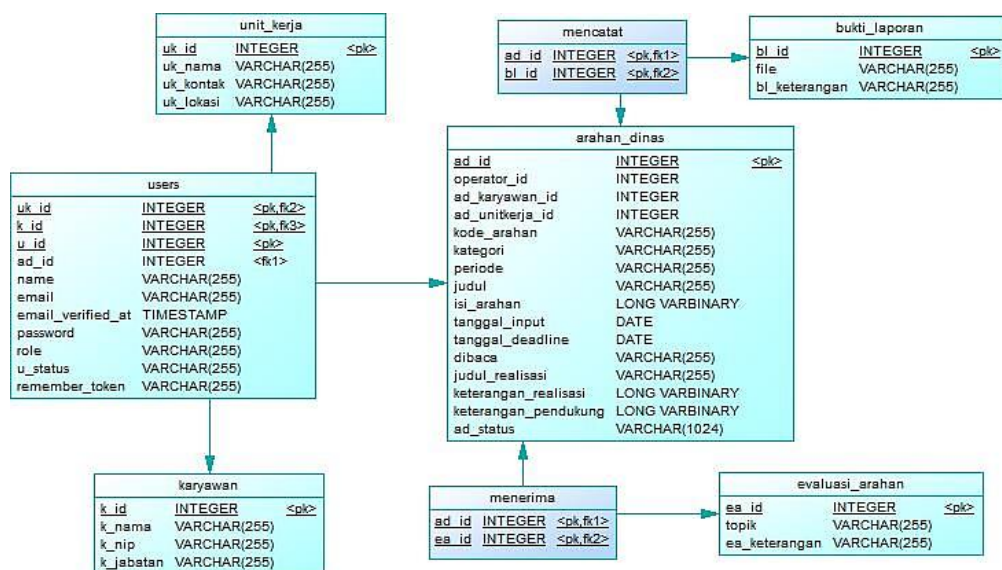 unit_kerja
uk_id INTEGER <pk>
uk_nama VARCHAR(255)
uk_kontak VARCHAR(255)
uk_lokasi VARCHAR(255)
mencatat
ad_id INTEGER <pk,fk1>
bl_id INTEGER <pk,fk2>
bukti_laporan
bl_id INTEGER <pk>
file VARCHAR(255)
bl_keterangan VARCHAR(255)
users
uk_id INTEGER <pk,fk2>
k_id INTEGER <pk,fk3>
u_id INTEGER <pk>
ad_id INTEGER <fk1>
name VARCHAR(255)
email VARCHAR(255)
email_verified_at TIMESTAMP
password VARCHAR(255)
role VARCHAR(255)
u_status VARCHAR(255)
remember_token VARCHAR(255)
arahan_dinas
ad_id INTEGER <pk>
operator_id INTEGER
ad_karyawan_id INTEGER
ad_unitkerja_id INTEGER
kode_arahan VARCHAR(255)
kategori VARCHAR(255)
periode VARCHAR(255)
judul VARCHAR(255)
isi_arahan LONG VARBINARY
tanggal_input DATE
tanggal_deadline DATE
dibaca VARCHAR(255)
judul_realisasi VARCHAR(255)
keterangan_realisasi LONG VARBINARY
keterangan_pendukung LONG VARBINARY
ad_status VARCHAR(1024)
karyawan
k_id INTEGER <pk>
k_nama VARCHAR(255)
k_nip VARCHAR(255)
k_jabatan VARCHAR(255)
menerima
ad_id INTEGER <pk,fk1>
ea_id INTEGER <pk,fk2>
evaluasi_arahan
ea_id INTEGER <pk>
topik VARCHAR(255)
ea_keterangan VARCHAR(255)